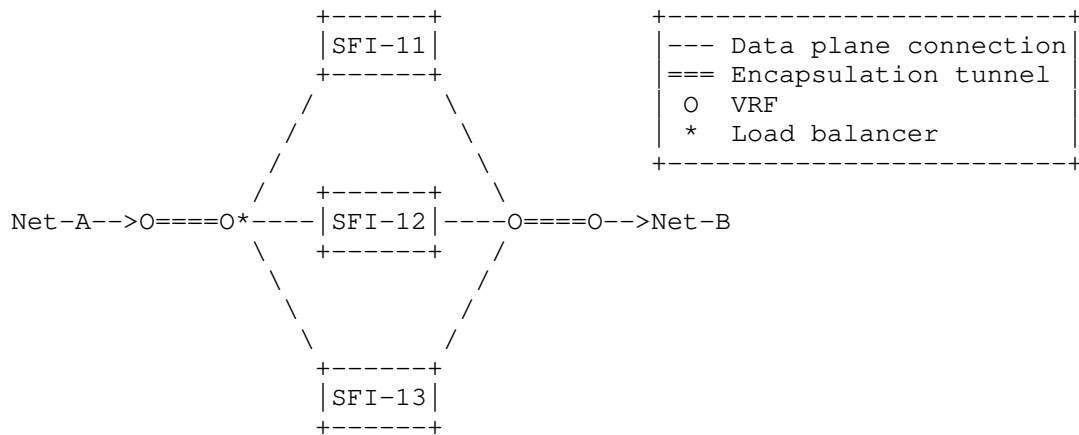 +------+                    +-------------------------+
|SFI-11|                    |--- Data plane connection|
+------+                    |=== Encapsulation tunnel |
/        \                  | O  VRF                  |
/          \                 | *  Load balancer        |
/            \                +-------------------------+
/   +------+   \
Net-A-->O====O*----|SFI-12|----O====O-->Net-B
\   +------+   /
\            /
\          /
\        /
+------+
|SFI-13|
+------+